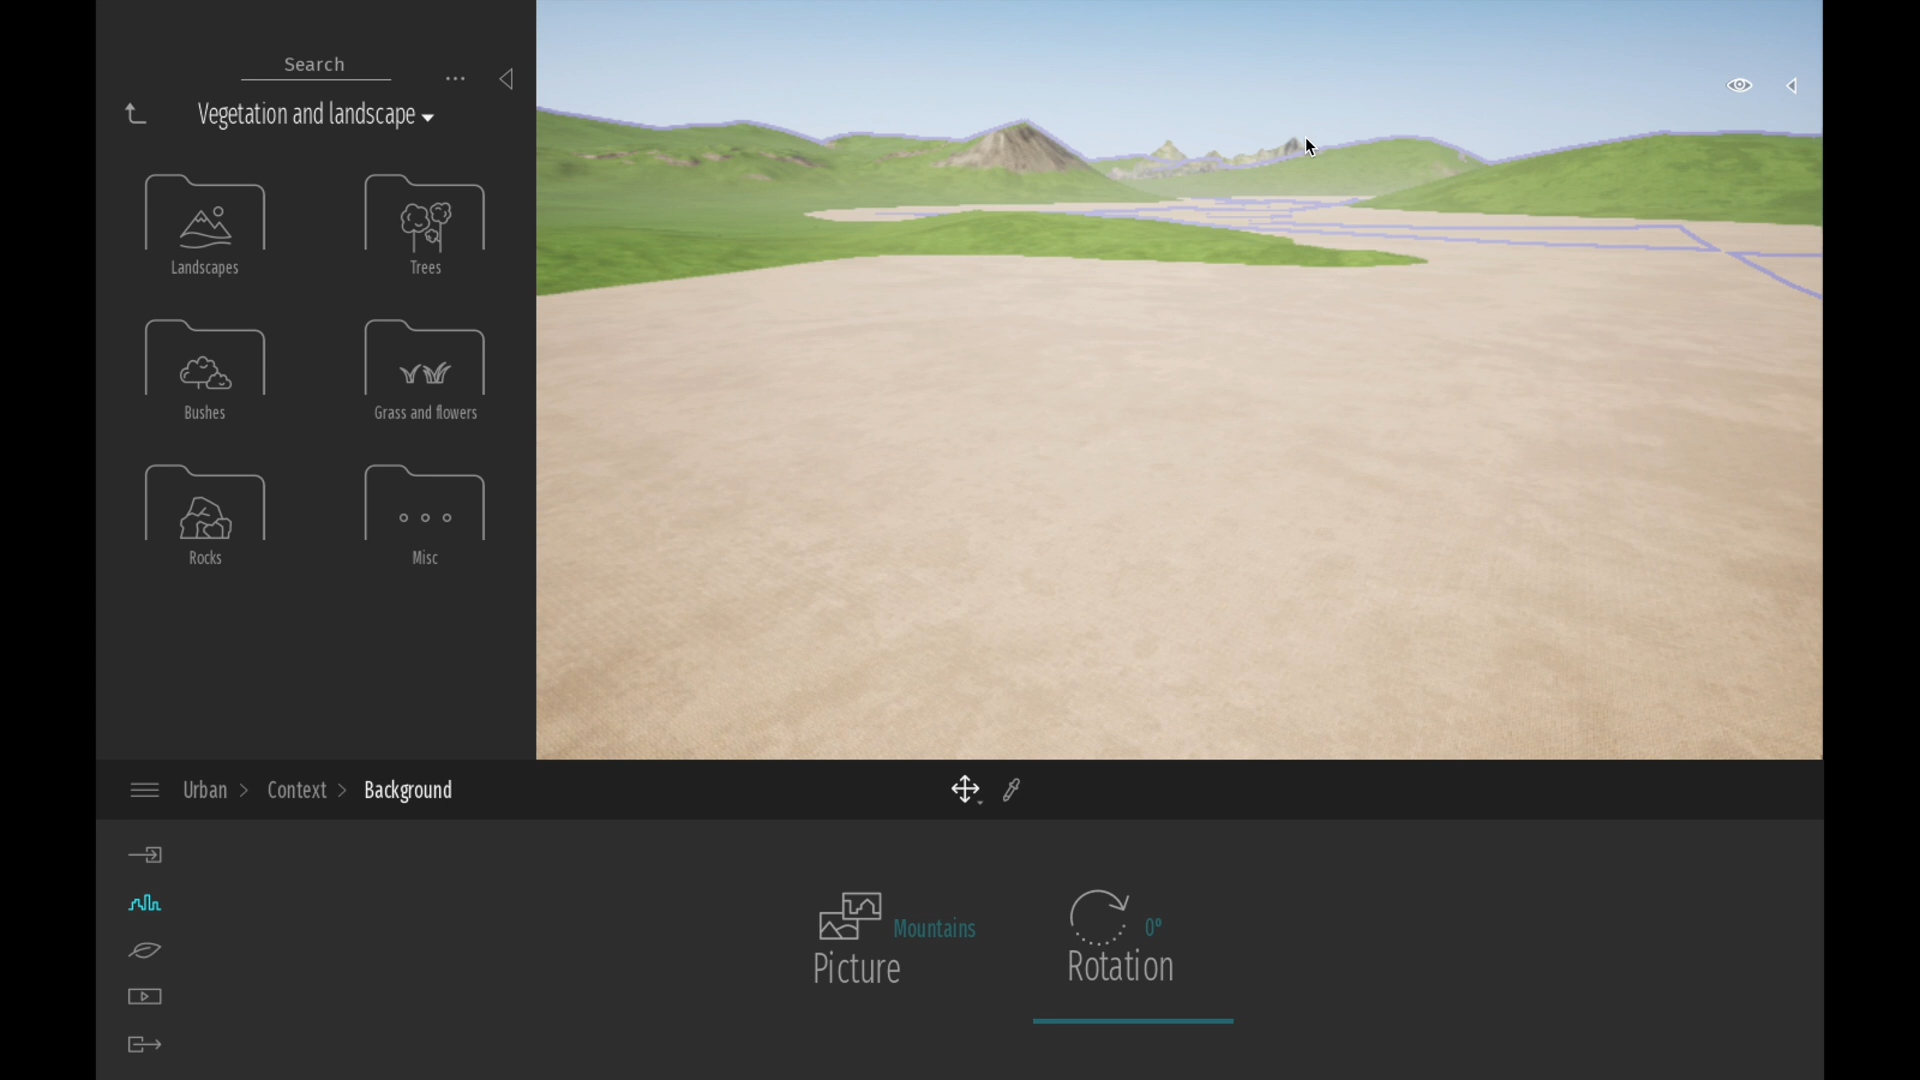 Search
...
Vegetation and landscape
Landscapes
Trees
Bushes
Grass and flowers
Rocks
Misc
Urban > Context > Background
Mountains
Picture
0°
Rotation